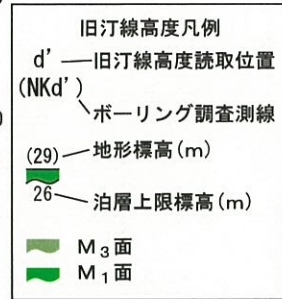 旧汀線高度凡例
d'
旧汀線高度読取位置
(NKd')
ボーリング調査測線
(29)
地形標高(m)
26
泊層上限標高(m)
M3面
M1面